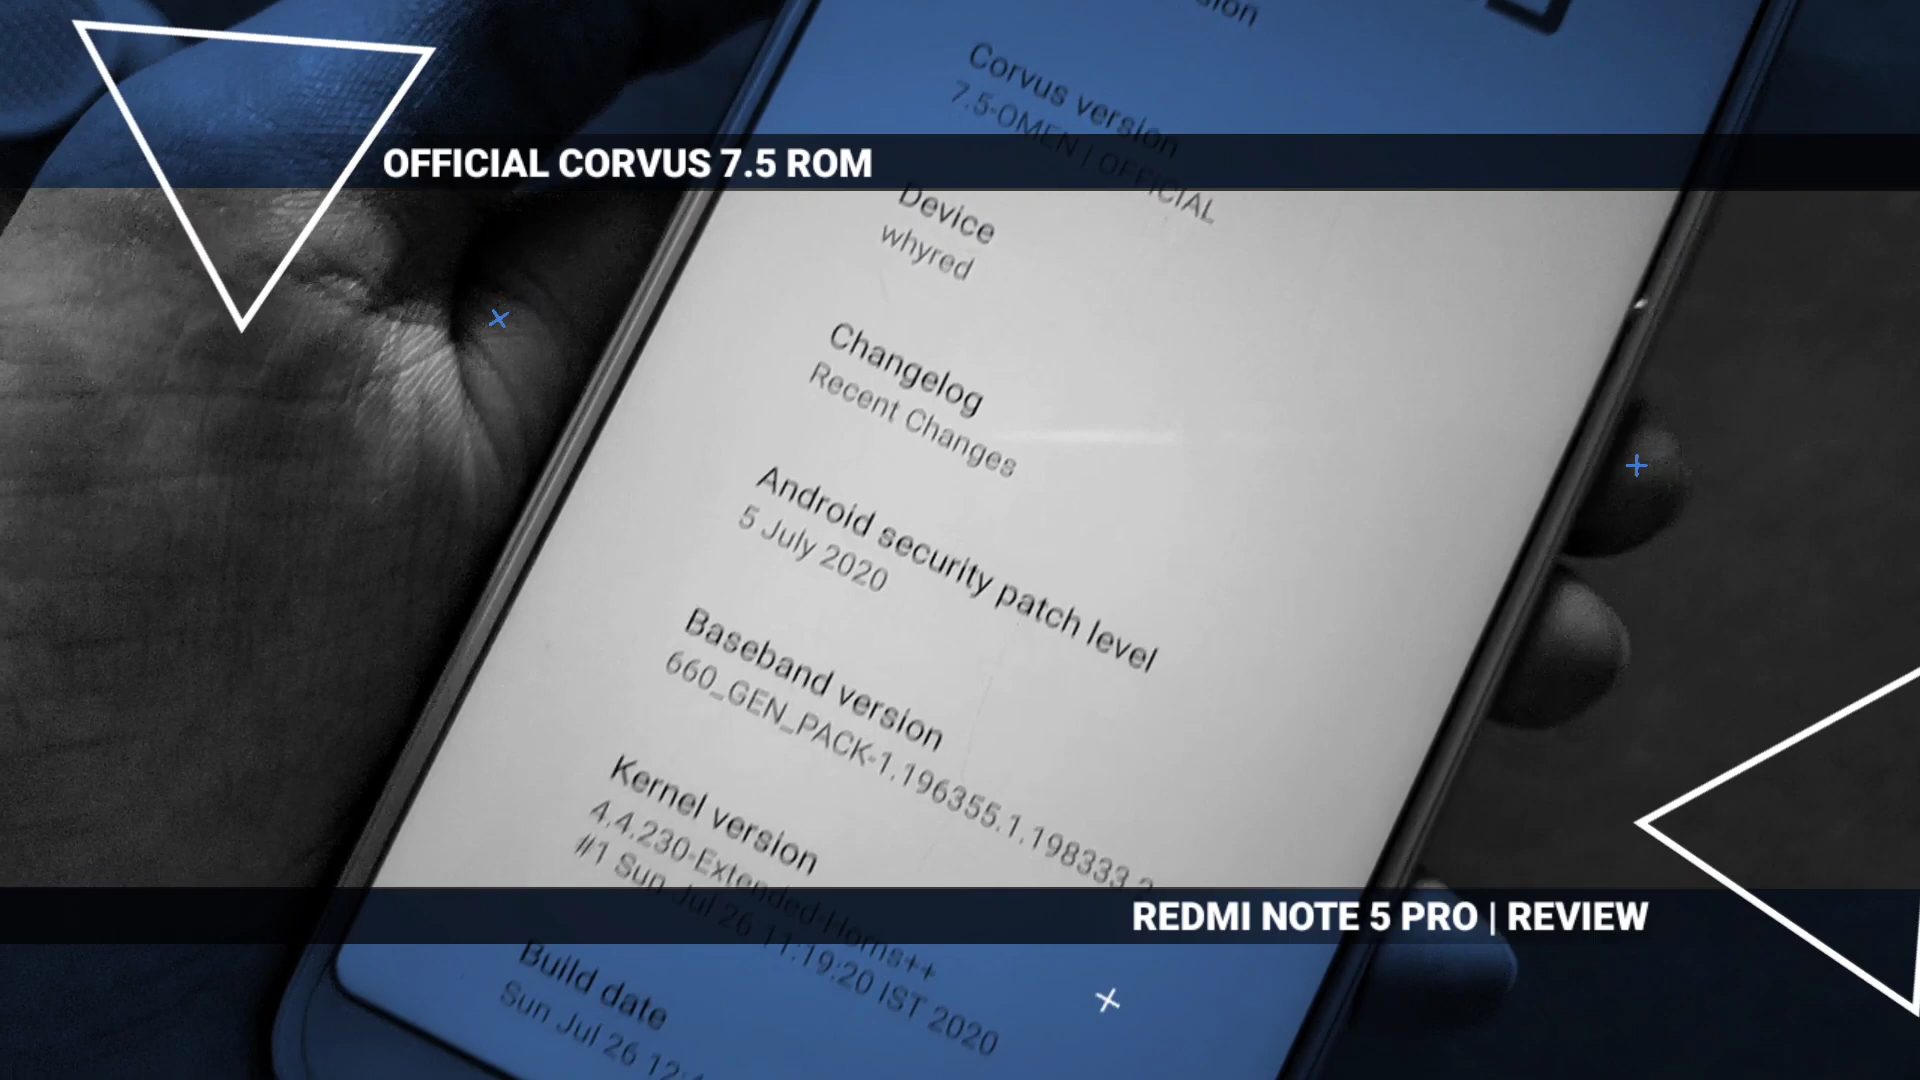 Corvus version
7.5-OMEN | OFFICIAL
OFFICIAL CORVUS 7.5 ROM
Device
whyred
Changelog
Recent Changes
Android security patch level
5 July 2020
Baseband version
660_GEN_PACK-1.196355.1.198333.2
Kernel version
4.4.230-Extended-Horns++
#1 Sun Jul 26 11:19:20 IST 2020
REDMI NOTE 5 PRO | REVIEW
Build date
Sun Jul 26